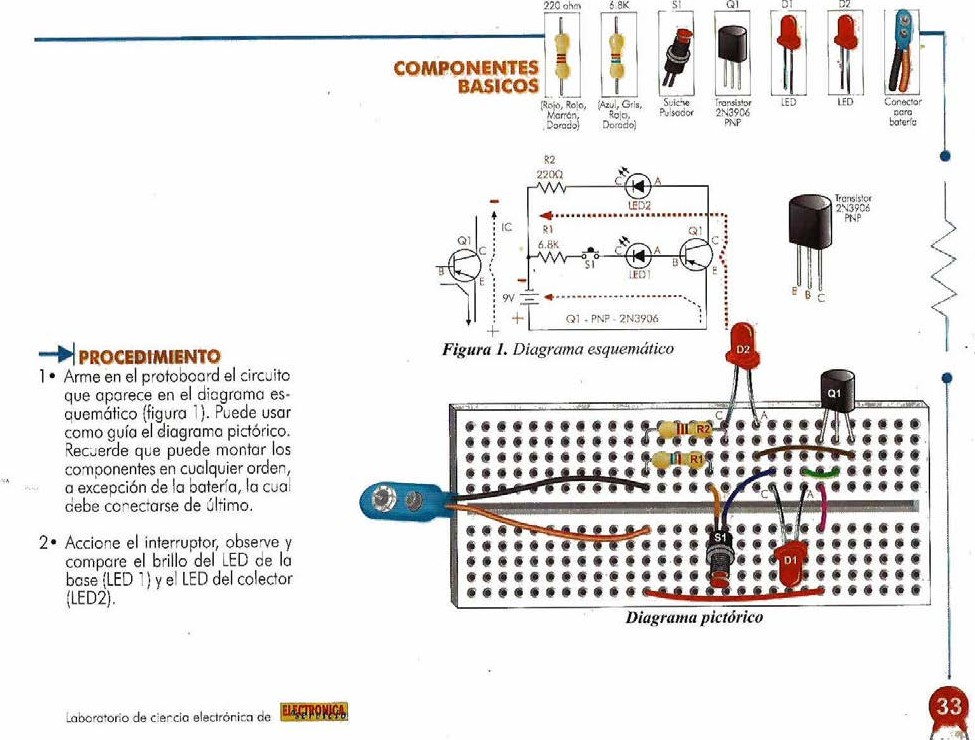 220 ohm
6.8K
S1
Q1
D1
D2
COMPONENTES
BASICOS
(Rojo, Rojo,
Marrón,
Dorado)
(Azul, Gris,
Rojo,
Dorado)
Suiche
Pulsador
Transistor
2N3906
PNP
LED
LED
Conector
para
batería
R2
220Ω
C
A
LED2
IC
R1
6.8K
S1
C
A
LED1
Q1
C
B
E
Q1
C
B
E
9V
+
+
Q1 - PNP - 2N3906
Transistor
2N3906
PNP
E B C
Figura 1. Diagrama esquemático
PROCEDIMIENTO
1• Arme en el protoboard el circuito
que aparece en el diagrama es-
quemático (figura 1). Puede usar
como guía el diagrama pictórico.
Recuerde que puede montar los
componentes en cualquier orden,
a excepción de la batería, la cual
debe conectarse de último.
2• Accione el interruptor, observe y
compare el brillo del LED de la
base (LED 1) y el LED del colector
(LED2).
D2
Q1
C
A
R2
R1
C
A
S1
D1
Diagrama pictórico
Laboratorio de ciencia electrónica de ELECTRONICA
servicio
33